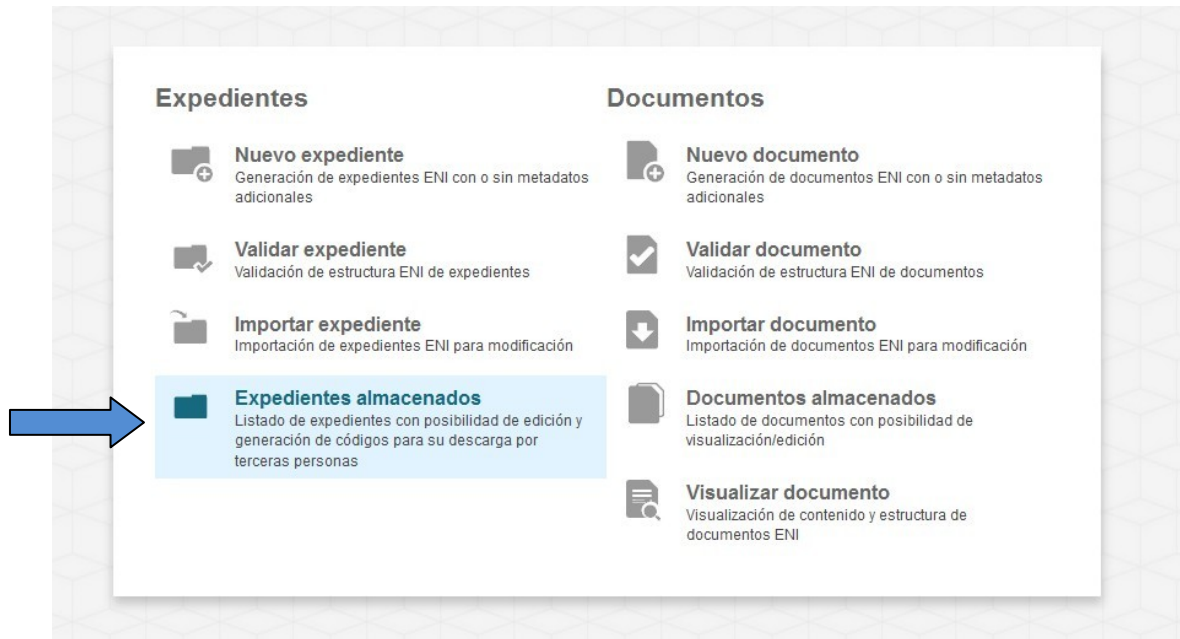 Expedientes
Nuevo expediente
Generación de expedientes ENI con o sin metadatos
adicionales
Validar expediente
Validación de estructura ENI de expedientes
Importar expediente
Importación de expedientes ENI para modificación
Expedientes almacenados
Listado de expedientes con posibilidad de edición y
generación de códigos para su descarga por
terceras personas
Documentos
Nuevo documento
Generación de documentos ENI con o sin metadatos
adicionales
Validar documento
Validación de estructura ENI de documentos
Importar documento
Importación de documentos ENI para modificación
Documentos almacenados
Listado de documentos con posibilidad de
visualización/edición
Visualizar documento
Visualización de contenido y estructura de
documentos ENI